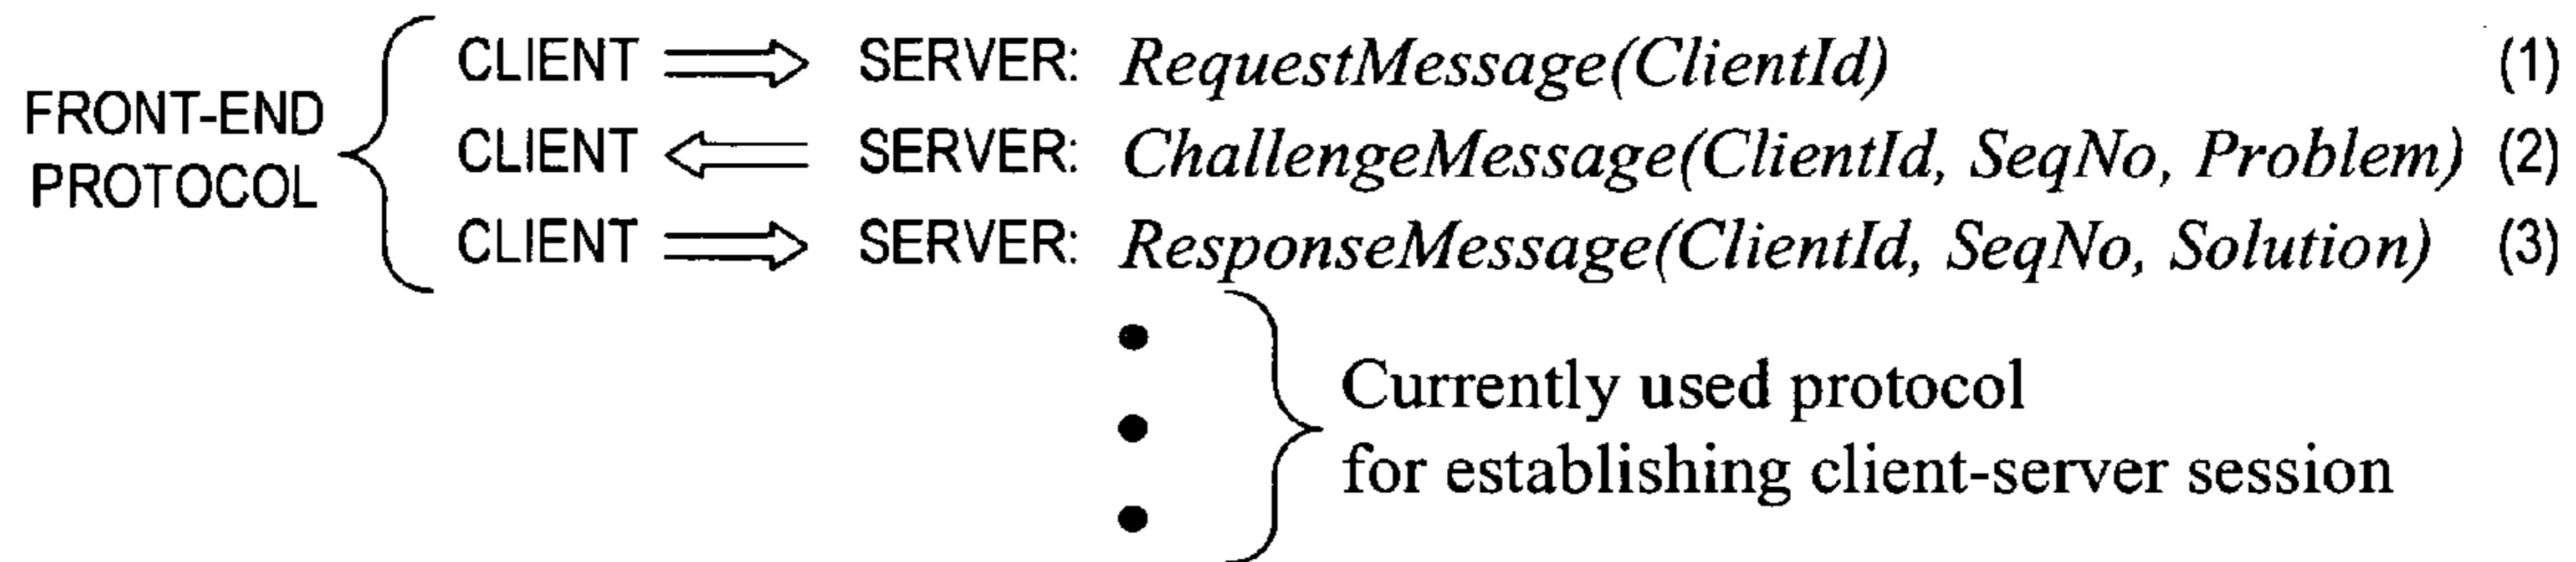 FRONT-END
PROTOCOL
CLIENT ⟹ SERVER: RequestMessage(ClientId) (1)
CLIENT ⟸ SERVER: ChallengeMessage(ClientId, SeqNo, Problem) (2)
CLIENT ⟹ SERVER: ResponseMessage(ClientId, SeqNo, Solution) (3)
Currently used protocol
for establishing client-server session